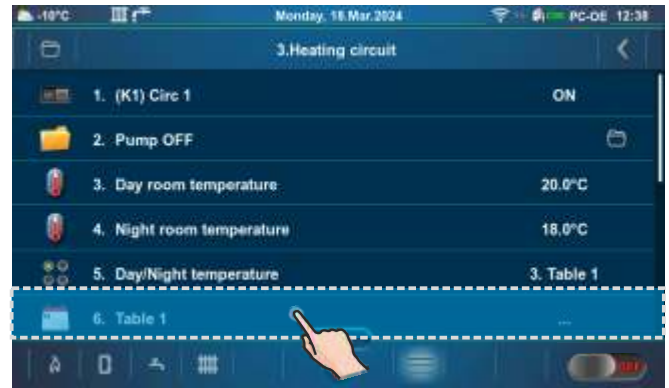 -10°C Monday, 18.Mar.2024 PC-OE 12:38
3.Heating circuit
1. (K1) Circ 1 ON
2. Pump OFF
3. Day room temperature 20.0°C
4. Night room temperature 18.0°C
5. Day/Night temperature 3. Table 1
6. Table 1 ...
OFF